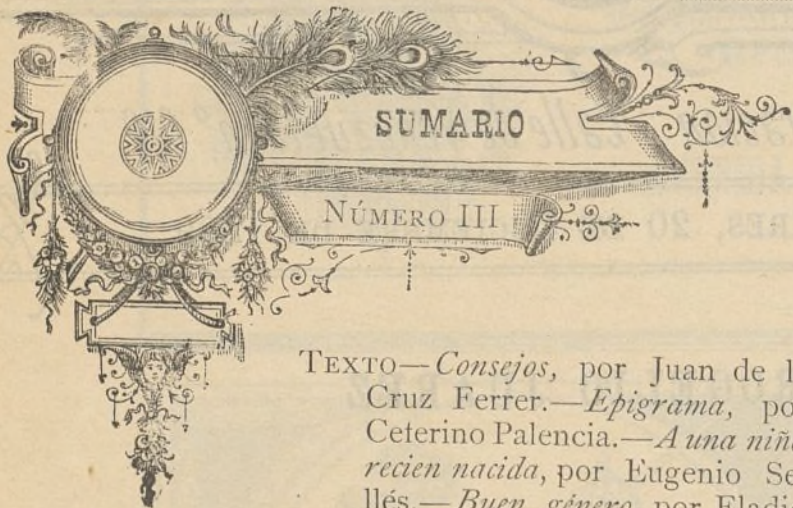 SUMARIO
NÚMERO III
TEXTO—Consejos, por Juan de l
Cruz Ferrer.—Epigrama, po
Ceterino Palencia.—A una niñ
recien nacida, por Eugenio Se
llés.—Buen género, por Eladi